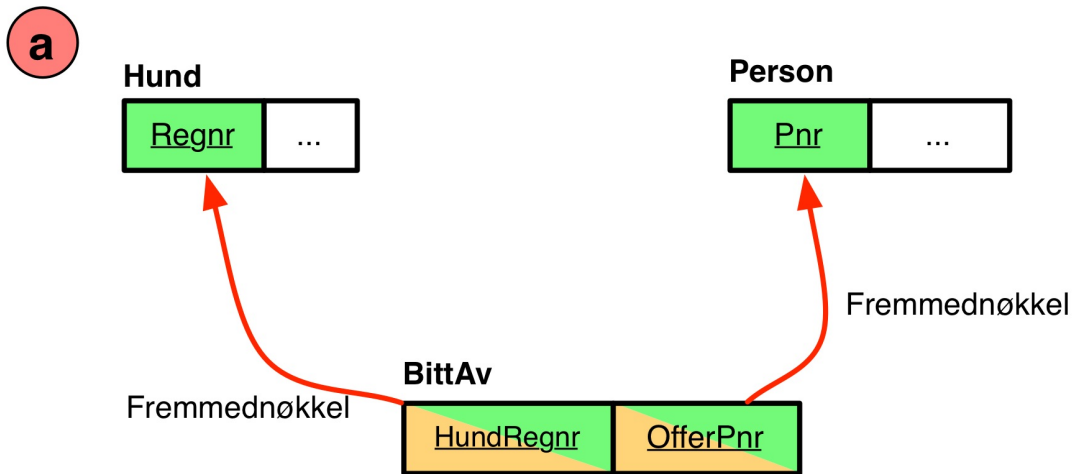 a
Hund
Person
Regnr
...
Pnr
...
Fremmednøkkel
BittAv
Fremmednøkkel
HundRegnr
OfferPnr